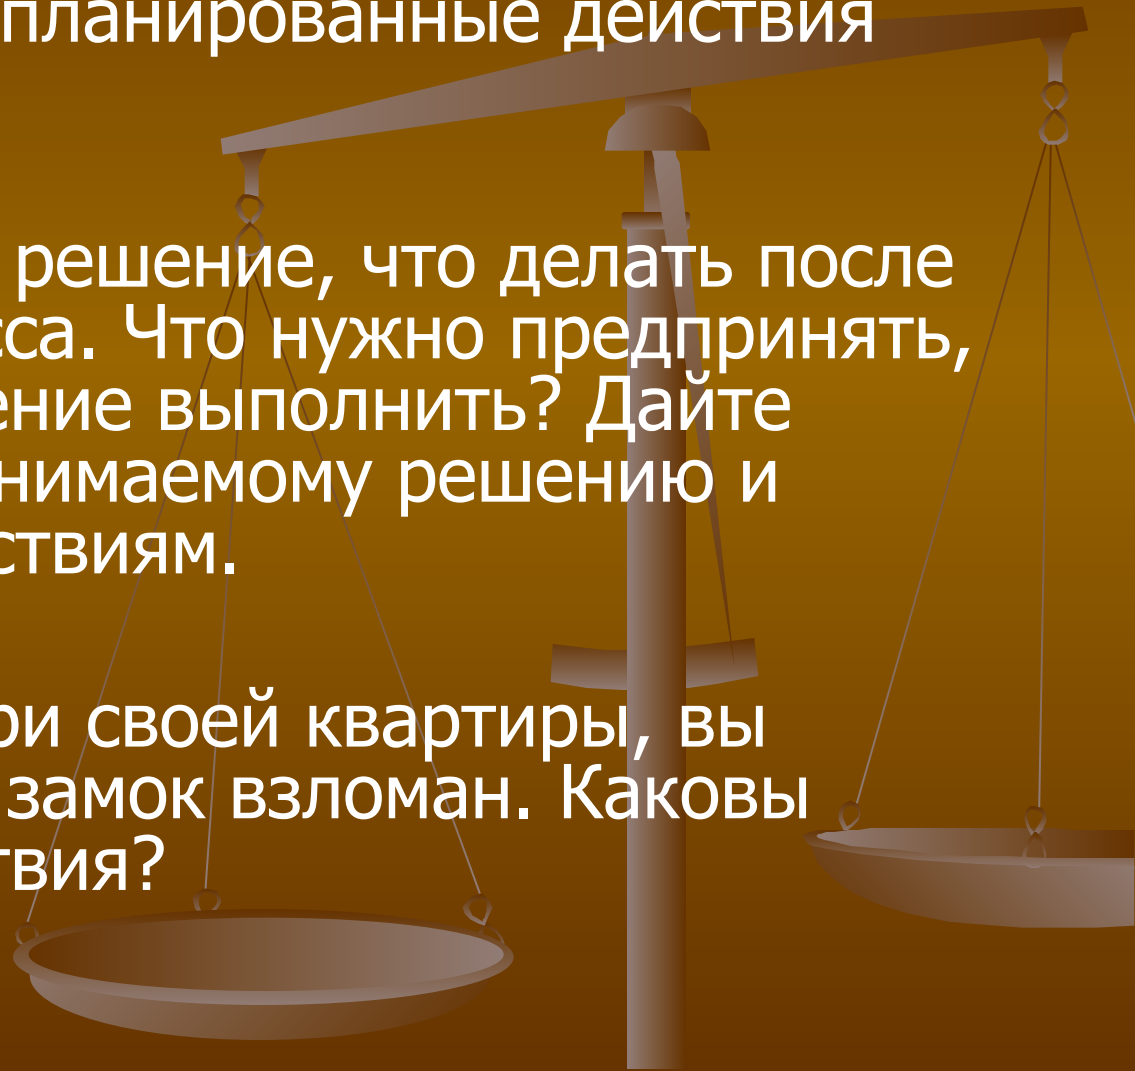 планированные действия
решение, что делать после
сса. Что нужно предпринять,
ение выполнить? Дайте
нимаемому решению и
ствиям.
ри своей квартиры, вы
замок взломан. Каковы
твия?